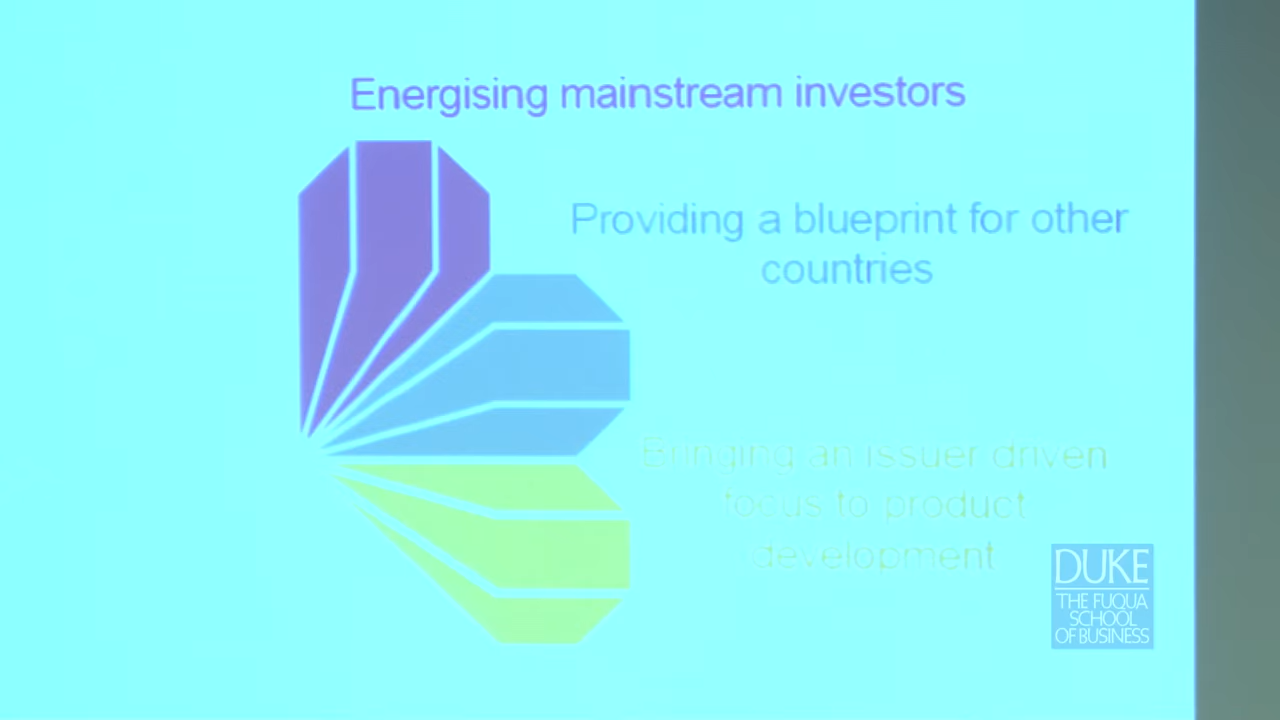 Energising mainstream investors
Providing a blueprint for other
countries
Bringing an issuer driven
focus to product
development
DUKE
THE FUQUA
SCHOOL
OF BUSINESS